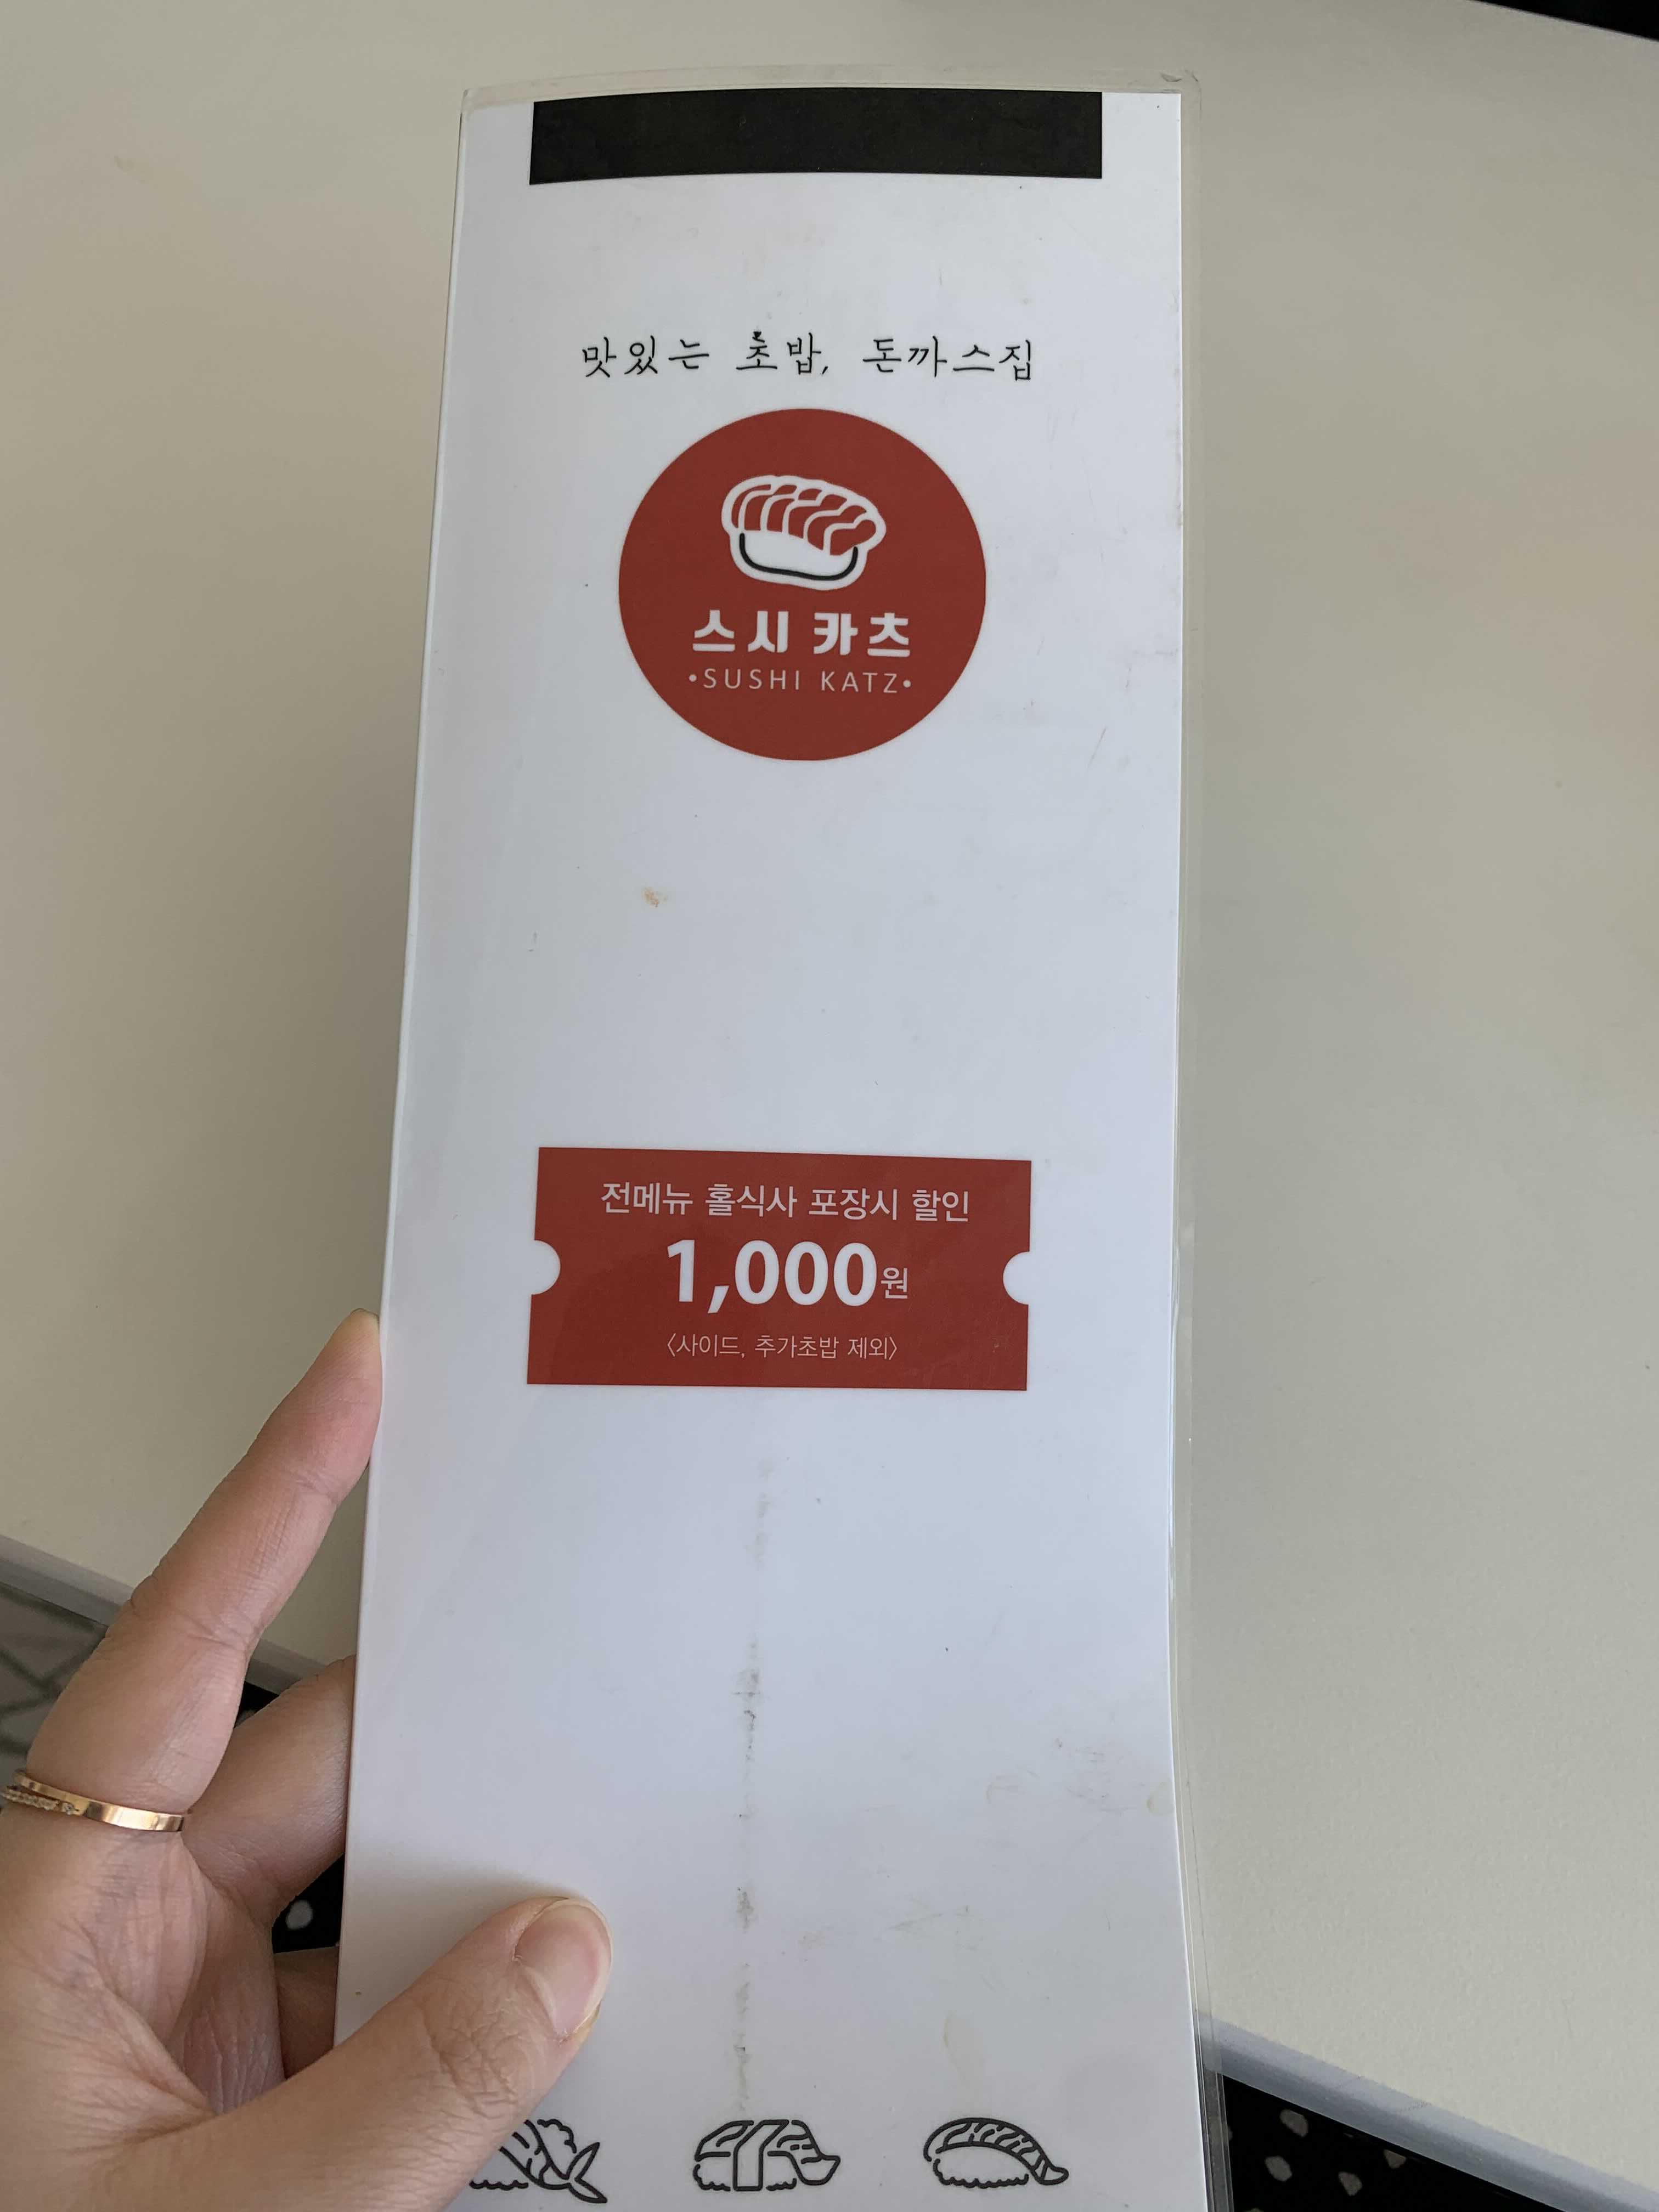 맛있는 초밥, 돈까스집
스시 카츠
•SUSHI KATZ•
전메뉴 홀식사 포장시 할인
1,000원
〈사이드, 추가초밥 제외〉